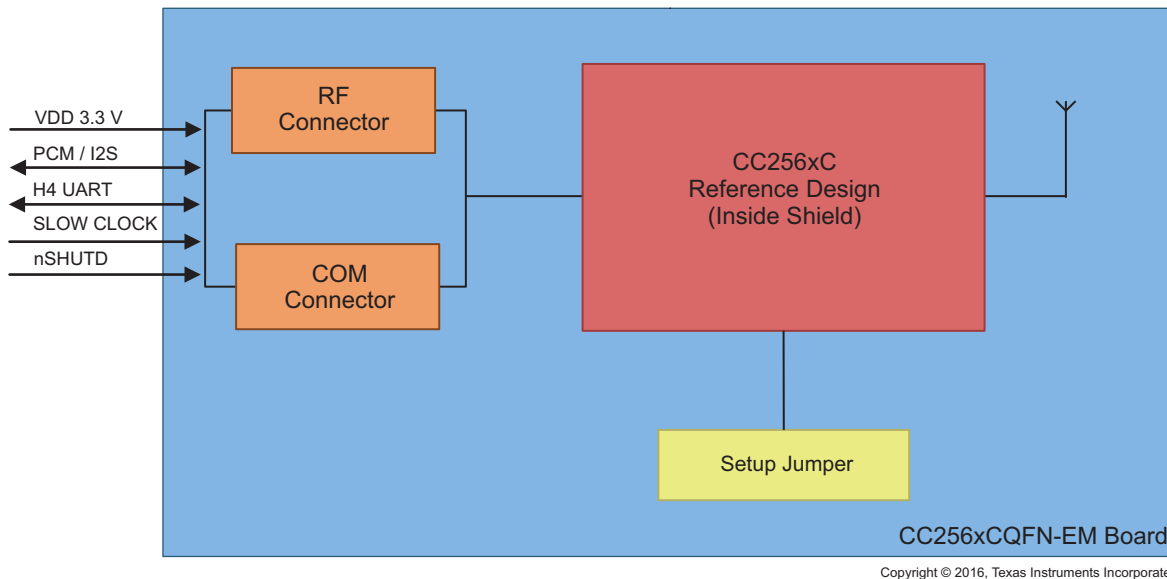 VDD 3.3 V
PCM / I2S
H4 UART
SLOW CLOCK
nSHUTD
RF
Connector
COM
Connector
CC256xC
Reference Design
(Inside Shield)
Setup Jumper
CC256xCQFN-EM Board
Copyright © 2016, Texas Instruments Incorporate